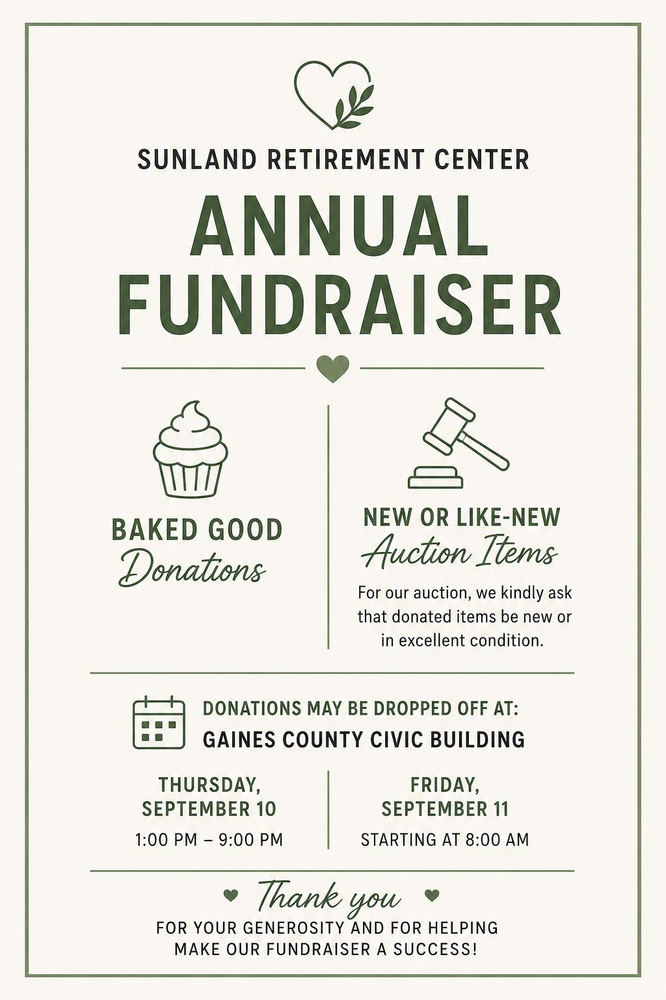 SUNLAND RETIREMENT CENTER
ANNUAL
FUNDRAISER
BAKED GOOD
Donations
NEW OR LIKE-NEW
Auction Items
For our auction, we kindly ask
that donated items be new or
in excellent condition.
DONATIONS MAY BE DROPPED OFF AT:
GAINES COUNTY CIVIC BUILDING
THURSDAY,
SEPTEMBER 10
1:00 PM – 9:00 PM
FRIDAY,
SEPTEMBER 11
STARTING AT 8:00 AM
Thank you
FOR YOUR GENEROSITY AND FOR HELPING
MAKE OUR FUNDRAISER A SUCCESS!